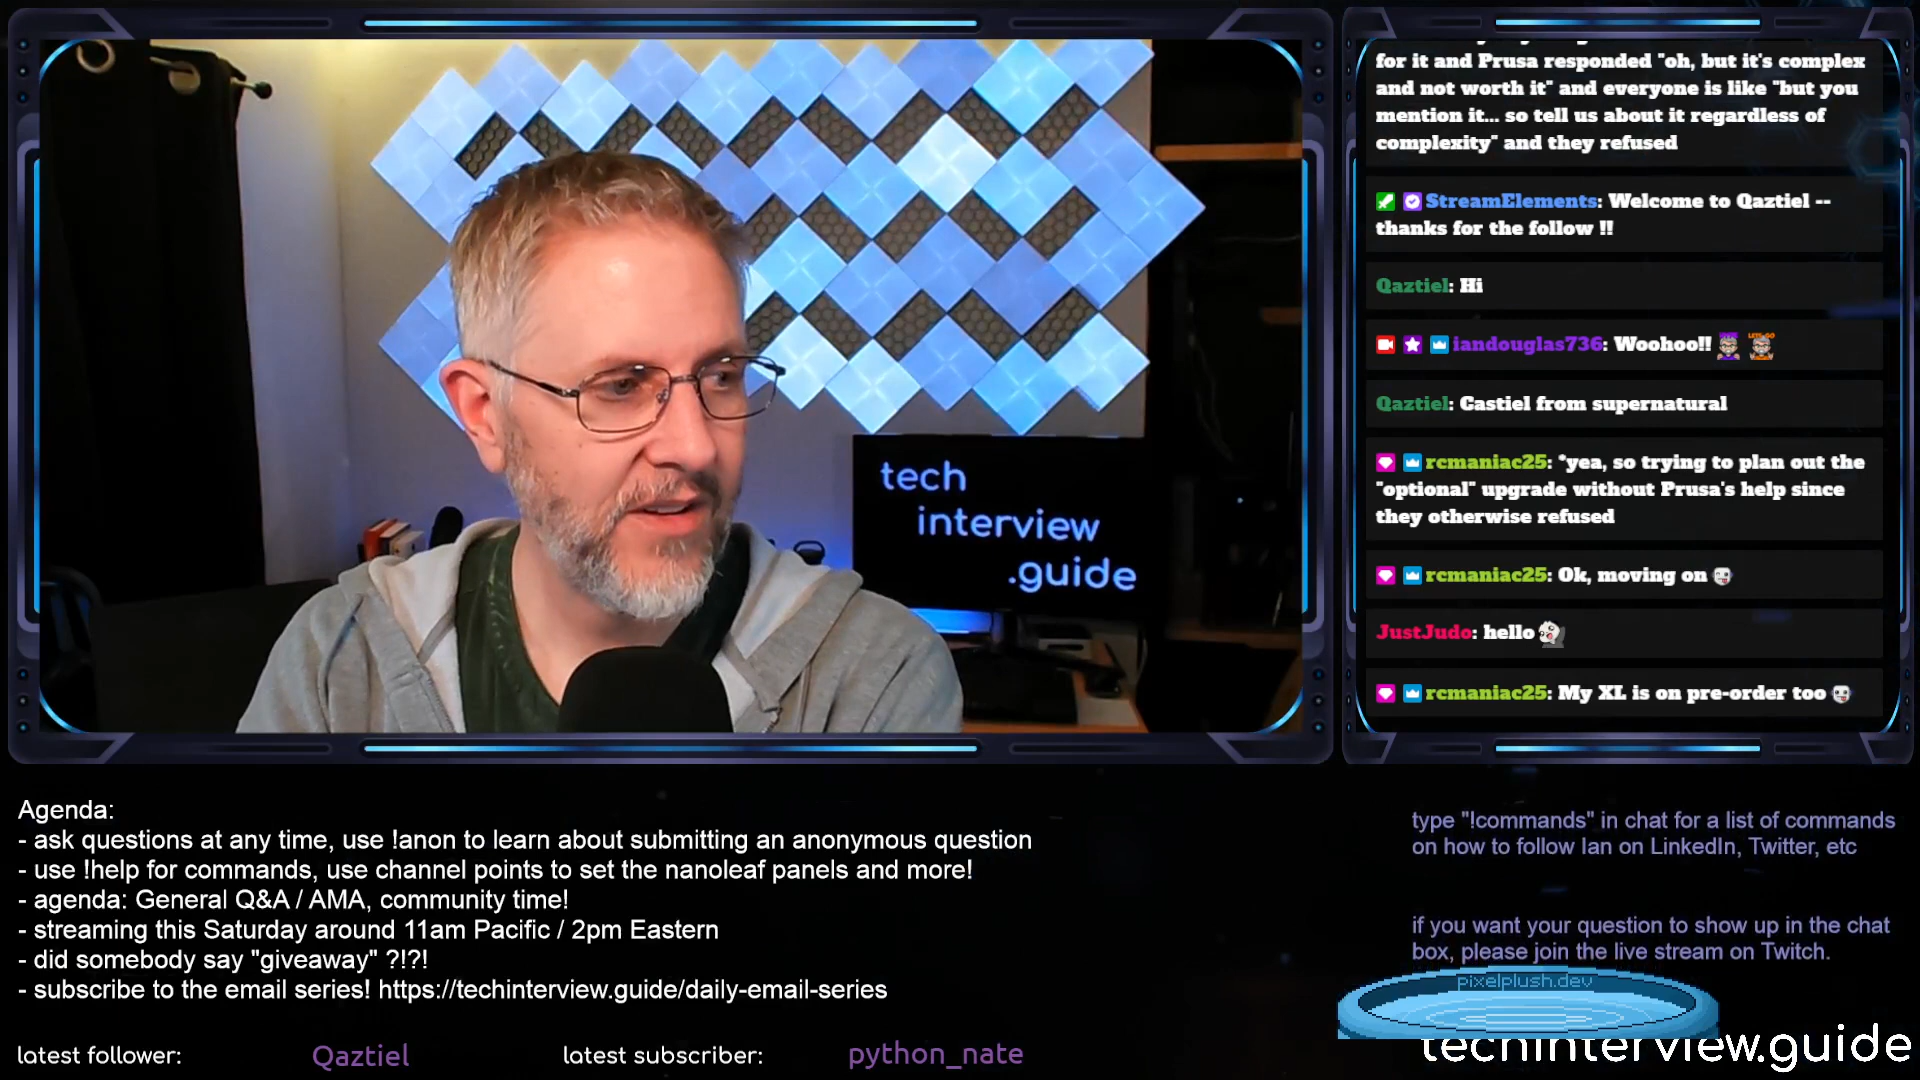 tech
interview
.guide
for it and Prusa responded "oh, but it's complex
and not worth it" and everyone is like "but you
mention it... so tell us about it regardless of
complexity" and they refused
StreamElements: Welcome to Qaztiel --
thanks for the follow !!
Qaztiel: Hi
iandouglas736: Woohoo!!
Qaztiel: Castiel from supernatural
rcmaniac25: *yea, so trying to plan out the
"optional" upgrade without Prusa's help since
they otherwise refused
rcmaniac25: Ok, moving on
JustJudo: hello
rcmaniac25: My XL is on pre-order too
Agenda:
- ask questions at any time, use !anon to learn about submitting an anonymous question
- use !help for commands, use channel points to set the nanoleaf panels and more!
- agenda: General Q&A / AMA, community time!
- streaming this Saturday around 11am Pacific / 2pm Eastern
- did somebody say "giveaway" ?!?!
- subscribe to the email series! https://techinterview.guide/daily-email-series
latest follower: Qaztiel latest subscriber: python_nate
type "!commands" in chat for a list of commands
on how to follow Ian on LinkedIn, Twitter, etc
if you want your question to show up in the chat
box, please join the live stream on Twitch.
pixelplush.dev
techinterview.guide